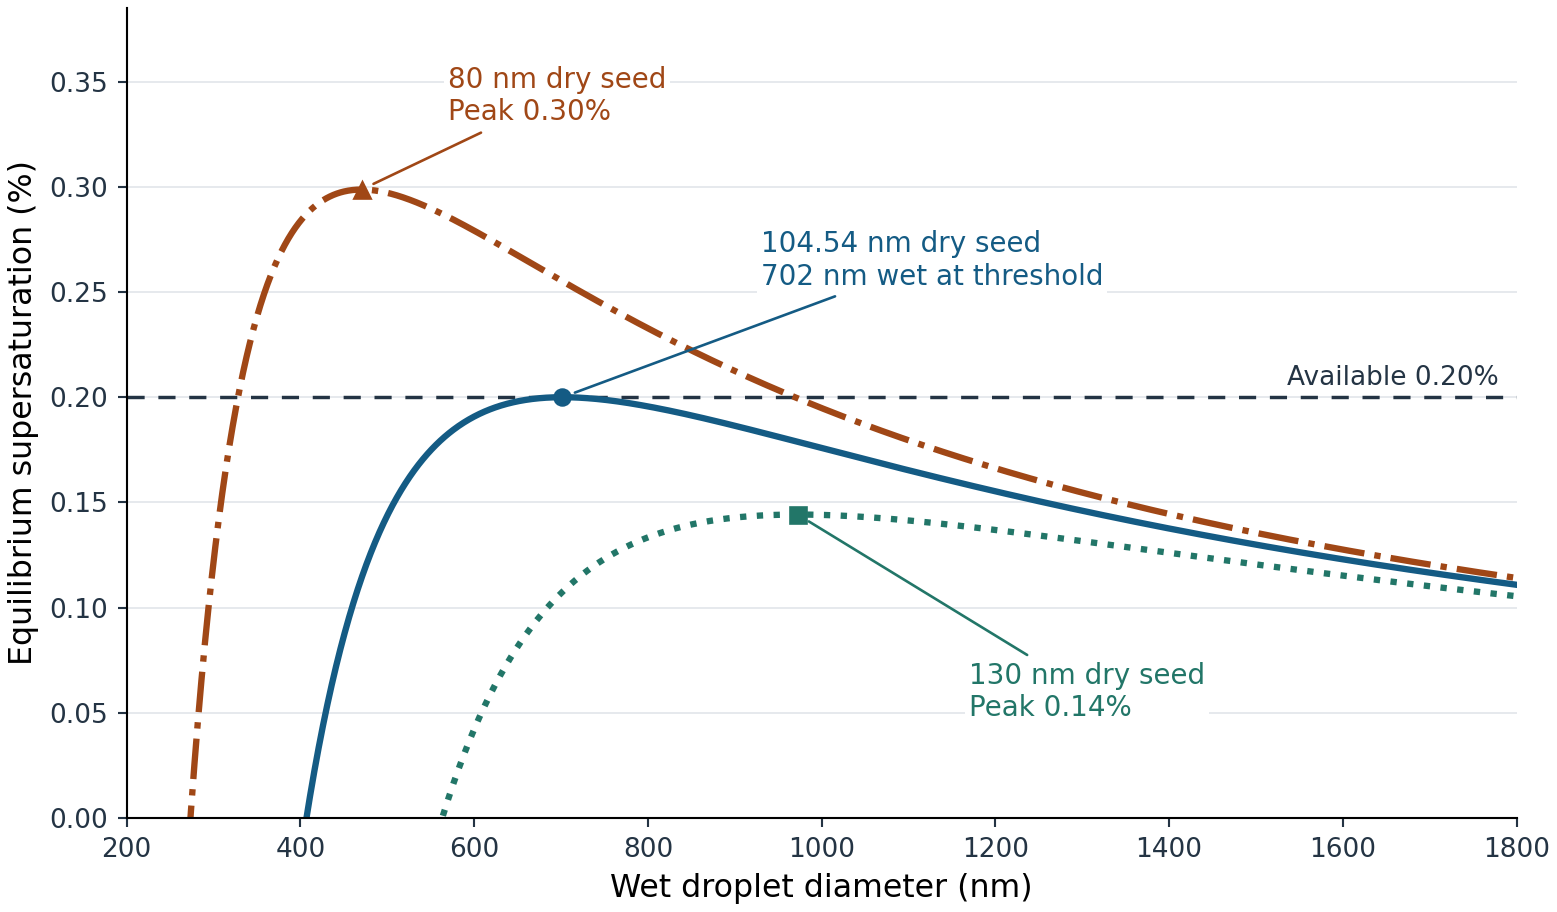 80 nm dry seed
Peak 0.30%
104.54 nm dry seed
702 nm wet at threshold
Available 0.20%
130 nm dry seed
Peak 0.14%
Equilibrium supersaturation (%)
0.35
0.30
0.25
0.20
0.15
0.10
0.05
0.00
200 400 600 800 1000 1200 1400 1600 1800
Wet droplet diameter (nm)